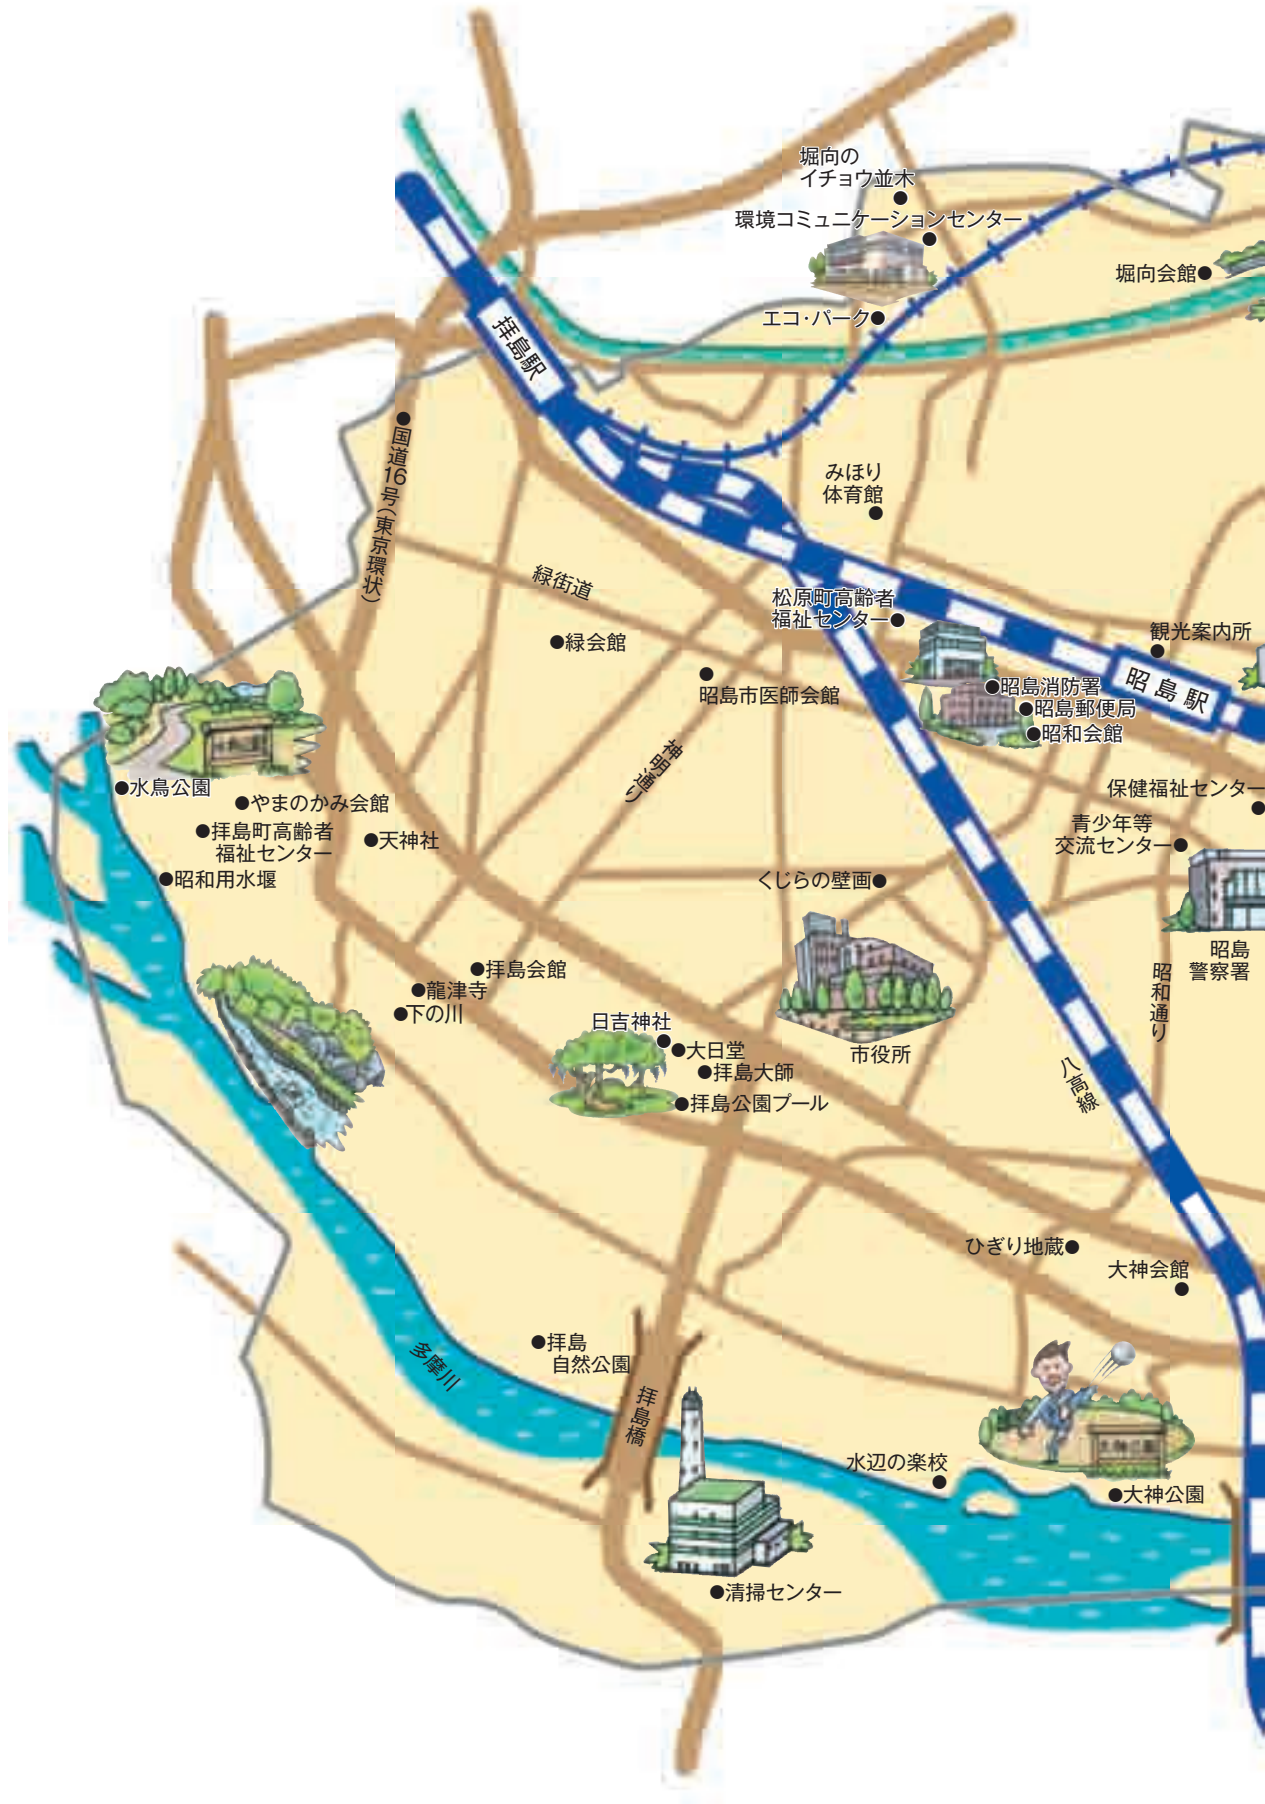 堀向の
イチョウ並木
環境コミュニケーションセンター
堀向会館
エコ・パーク
拝島駅
国道16号(東京環状)
みほり
体育館
緑街道
松原町高齢者
福祉センター
緑会館
観光案内所
昭島駅
昭島市医師会館
昭島消防署
昭島郵便局
昭和会館
神明通り
水鳥公園
やまのかみ会館
保健福祉センター
拝島町高齢者
福祉センター
天神社
青少年等
交流センター
昭和用水堰
くじらの壁画
昭島
警察署
拝島会館
龍津寺
下の川
昭和通り
日吉神社
大日堂
拝島大師
拝島公園プール
市役所
八高線
ひぎり地蔵
大神会館
拝島
自然公園
多摩川
拝島橋
水辺の楽校
大神公園
大神公園
清掃センター